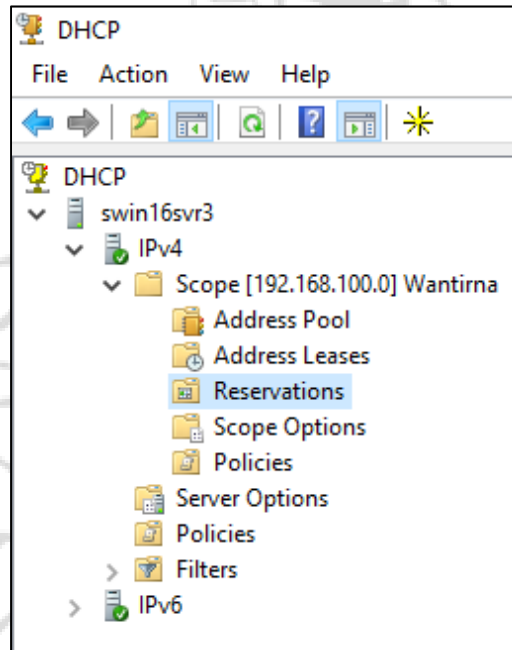 DHCP
File Action View Help
DHCP
swin16svr3
IPv4
Scope [192.168.100.0] Wantirna
Address Pool
Address Leases
Reservations
Scope Options
Policies
Server Options
Policies
Filters
IPv6